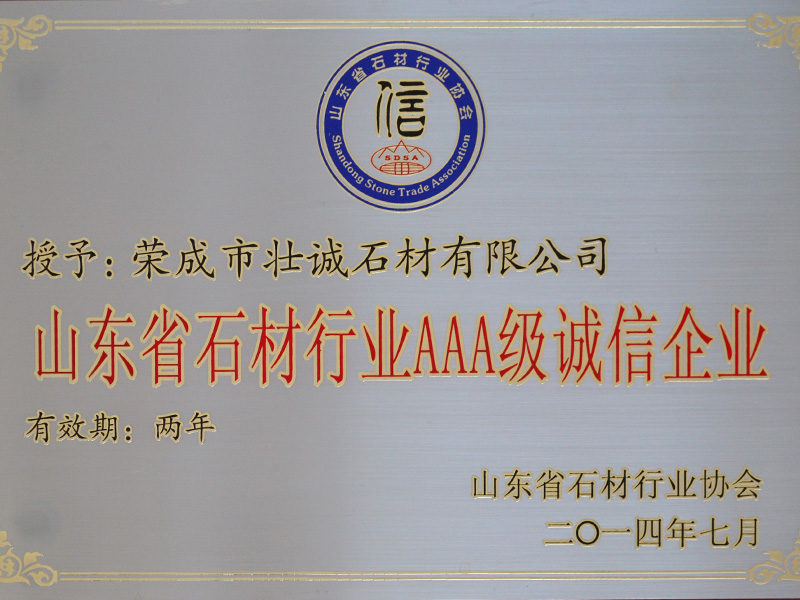 山东省石材行业协会
信
SDSA
Shandong Stone Trade Association
授予：荣成市壮诚石材有限公司
山东省石材行业AAA级诚信企业
有效期：两年
山东省石材行业协会
二〇一四年七月